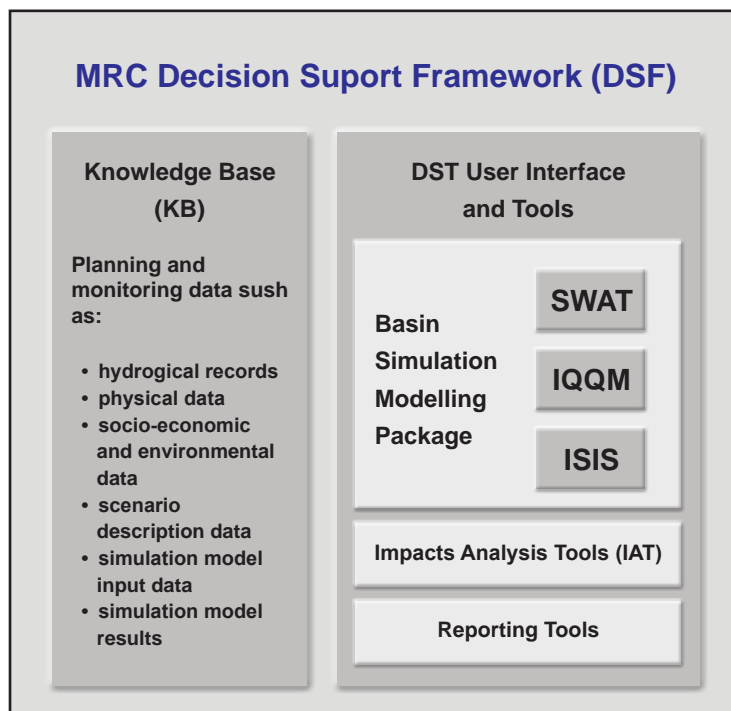 MRC Decision Suport Framework (DSF)
Knowledge Base
(KB)
Planning and
monitoring data sush
as:
• hydrogical records
• physical data
• socio-economic
and environmental
data
• scenario
description data
• simulation model
input data
• simulation model
results
DST User Interface
and Tools
Basin
Simulation
Modelling
Package
SWAT
IQQM
ISIS
Impacts Analysis Tools (IAT)
Reporting Tools